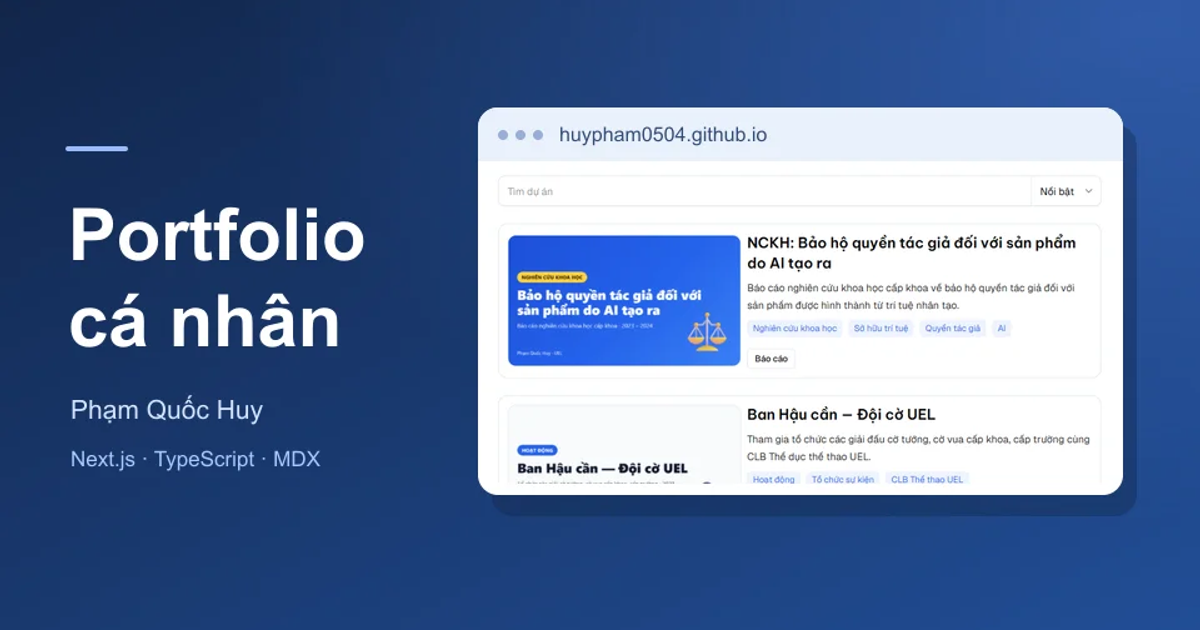 Portfolio
cá nhân
Phạm Quốc Huy
Next.js · TypeScript · MDX
huypham0504.github.io
Tìm dự án
Nổi bật
NGHIÊN CỨU KHOA HỌC
Bảo hộ quyền tác giả đối với
sản phẩm do AI tạo ra
Báo cáo nghiên cứu khoa học cấp khoa · 2023 – 2024
Phạm Quốc Huy · UEL
NCKH: Bảo hộ quyền tác giả đối với sản phẩm
do AI tạo ra
Báo cáo nghiên cứu khoa học cấp khoa về bảo hộ quyền tác giả đối với
sản phẩm được hình thành từ trí tuệ nhân tạo.
Nghiên cứu khoa học
Sở hữu trí tuệ
Quyền tác giả
AI
Báo cáo
HOẠT ĐỘNG
Ban Hậu cần — Đội cờ UEL
Ban Hậu cần – Đội cờ UEL
Tham gia tổ chức các giải đấu cờ tướng, cờ vua cấp khoa, cấp trường cùng
CLB Thể dục thể thao UEL.
Hoạt động
Tổ chức sự kiện
CLB Thể thao UEL